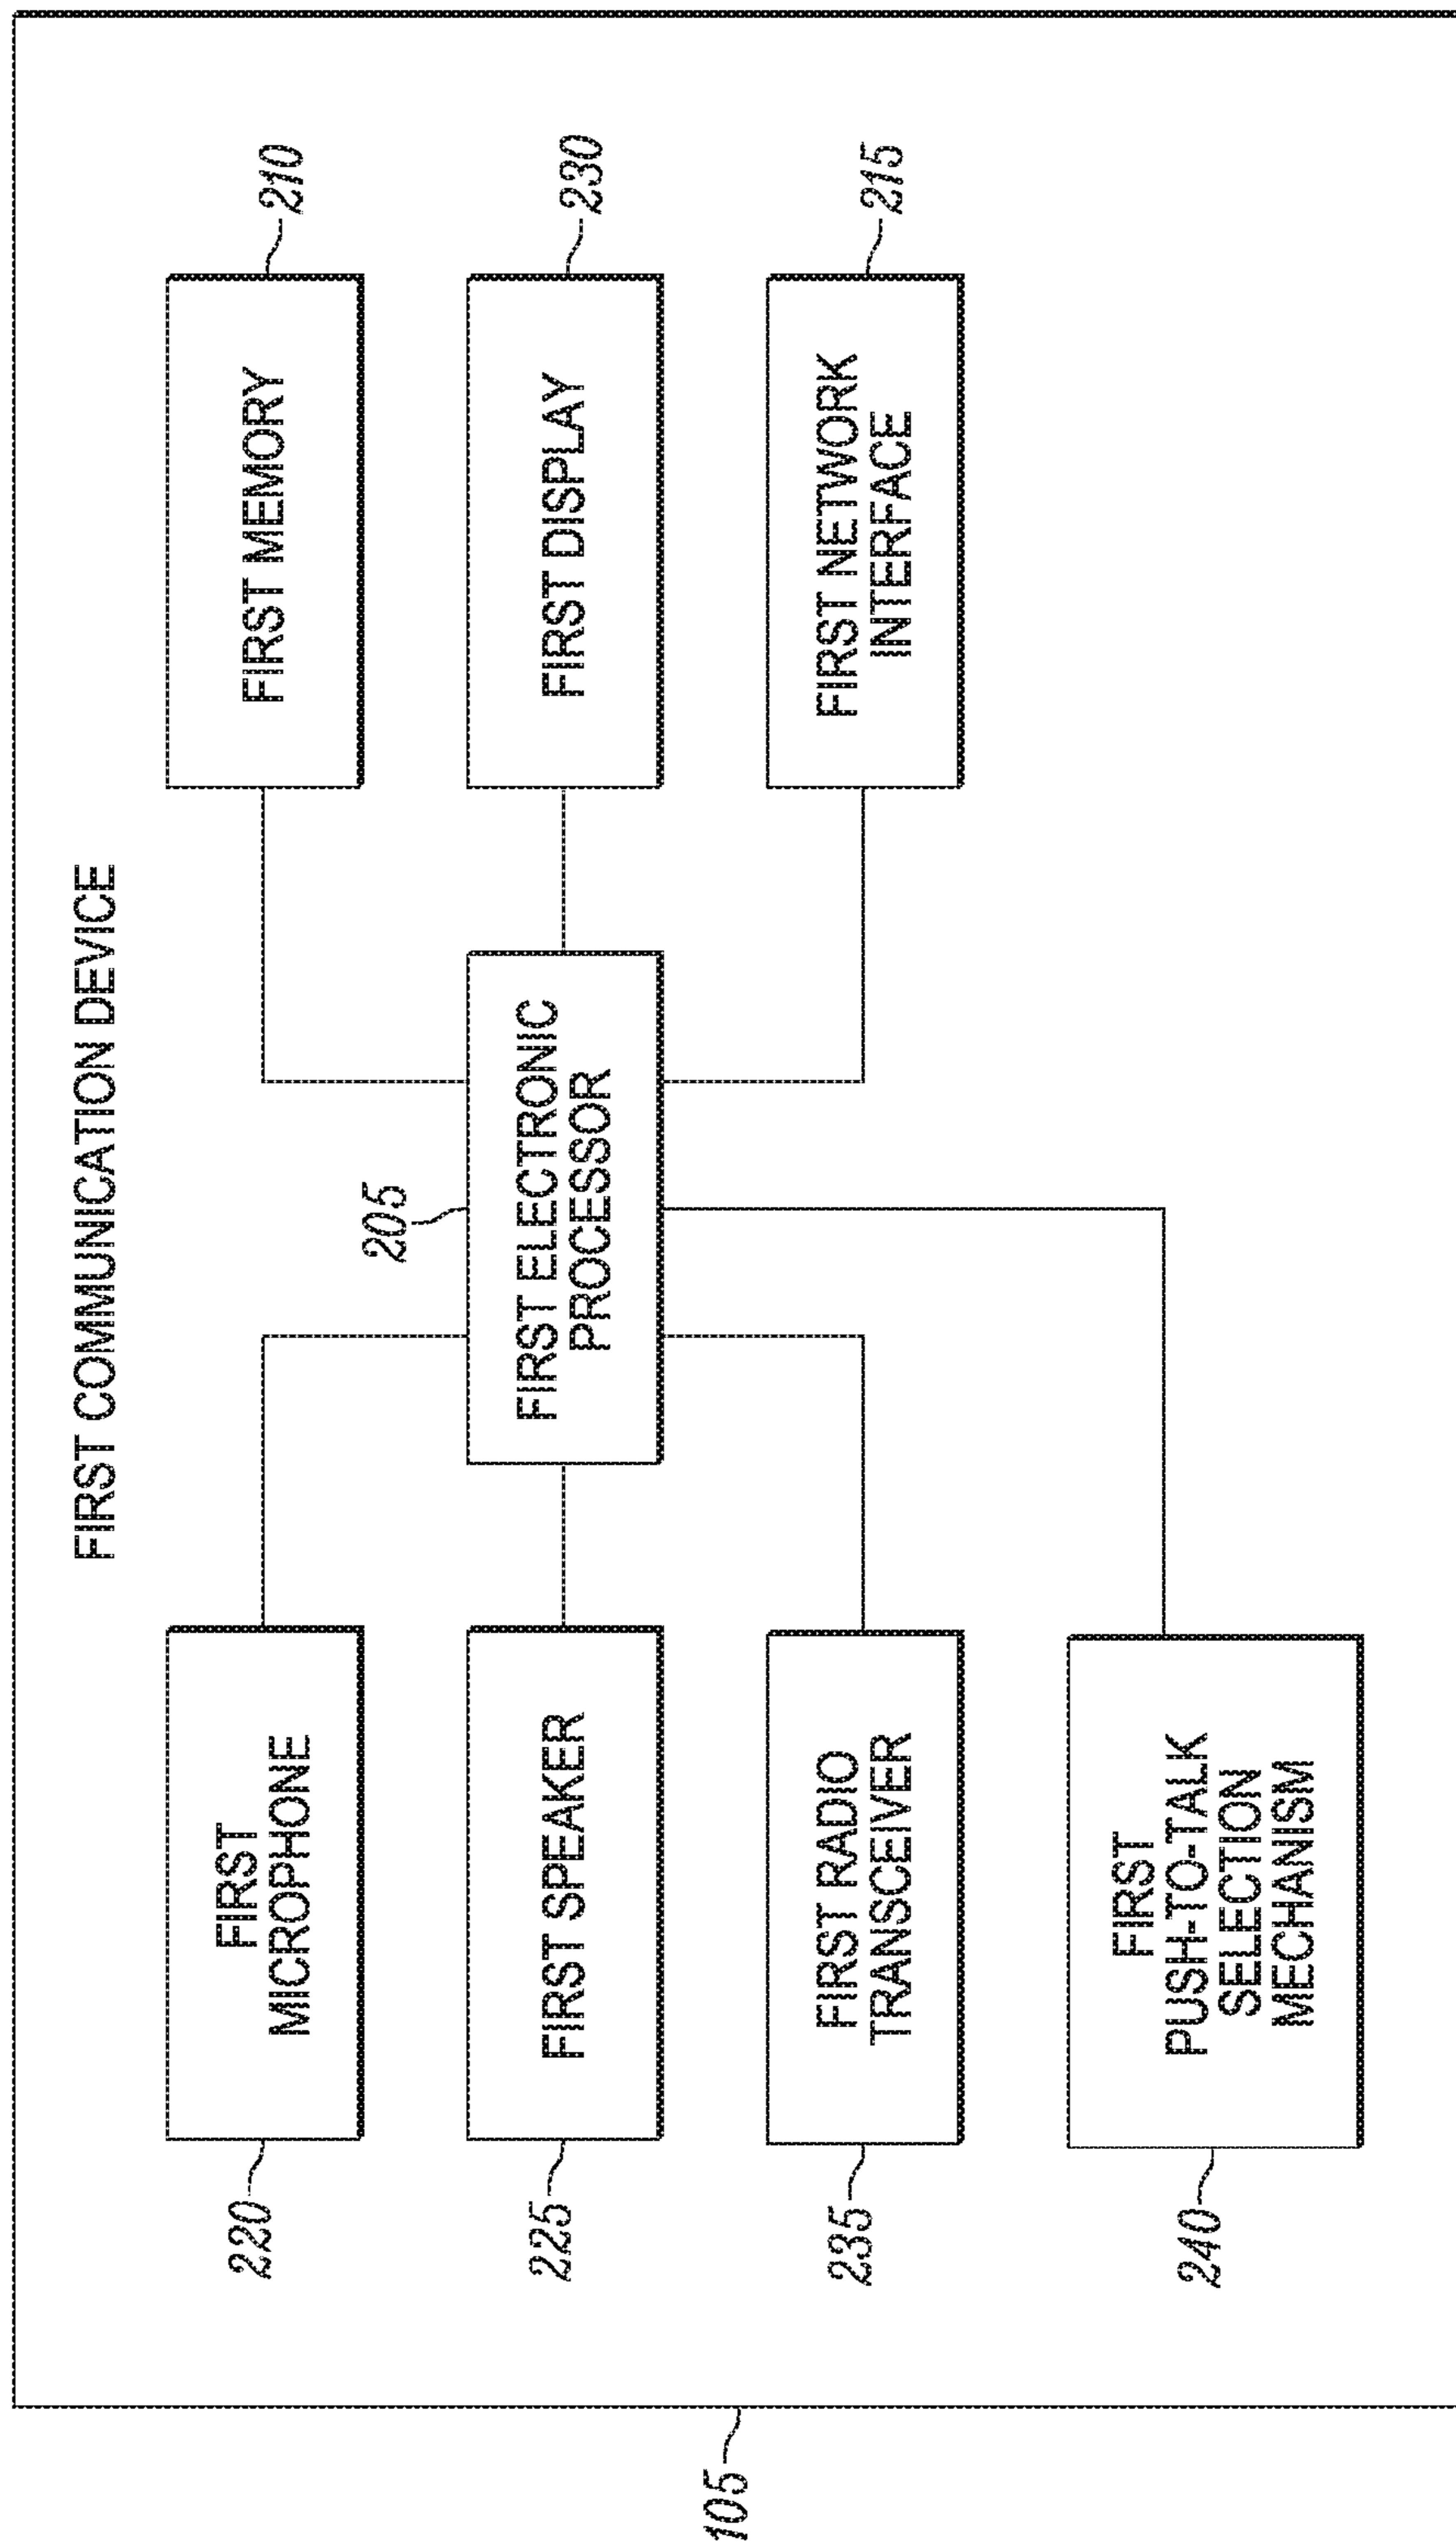 FIRST COMMUNICATION DEVICE
105
220
FIRST
MICROPHONE
225
FIRST SPEAKER
235
FIRST RADIO
TRANSCEIVER
240
FIRST
PUSH-TO-TALK
SELECTION
MECHANISM
205
FIRST ELECTRONIC
PROCESSOR
FIRST MEMORY
210
FIRST DISPLAY
230
FIRST NETWORK
INTERFACE
215